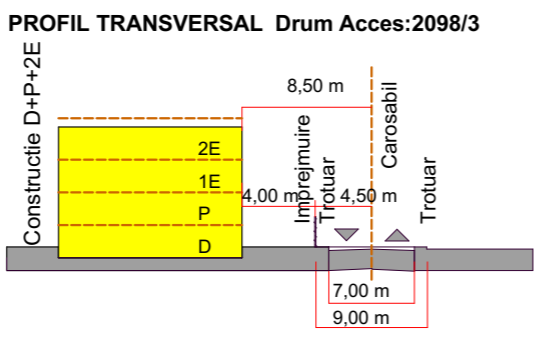 PROFIL TRANSVERSAL Drum Acces:2098/3
Constructie D+P+2E
8,50 m
Carosabil
Imprejmuire
Trotuar
Trotuar
2E
1E
4,00 m
4,50 m
P
D
7,00 m
9,00 m